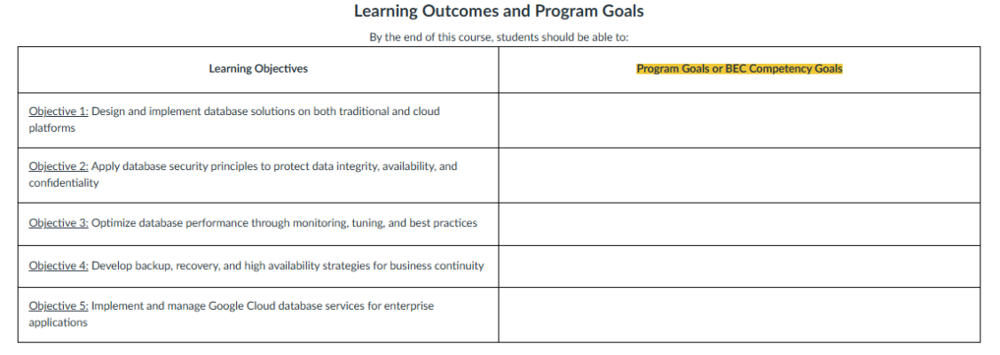 Learning Outcomes and Program Goals
By the end of this course, students should be able to:
Learning Objectives
Program Goals or BEC Competency Goals
Objective 1: Design and implement database solutions on both traditional and cloud
platforms
Objective 2: Apply database security principles to protect data integrity, availability, and
confidentiality
Objective 3: Optimize database performance through monitoring, tuning, and best practices
Objective 4: Develop backup, recovery, and high availability strategies for business continuity
Objective 5: Implement and manage Google Cloud database services for enterprise
applications